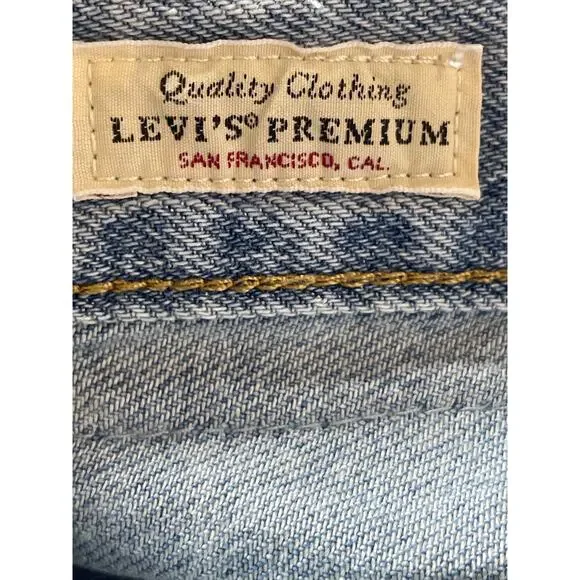 Quality Clothing
LEVI'S® PREMIUM
SAN FRANCISCO, CAL.